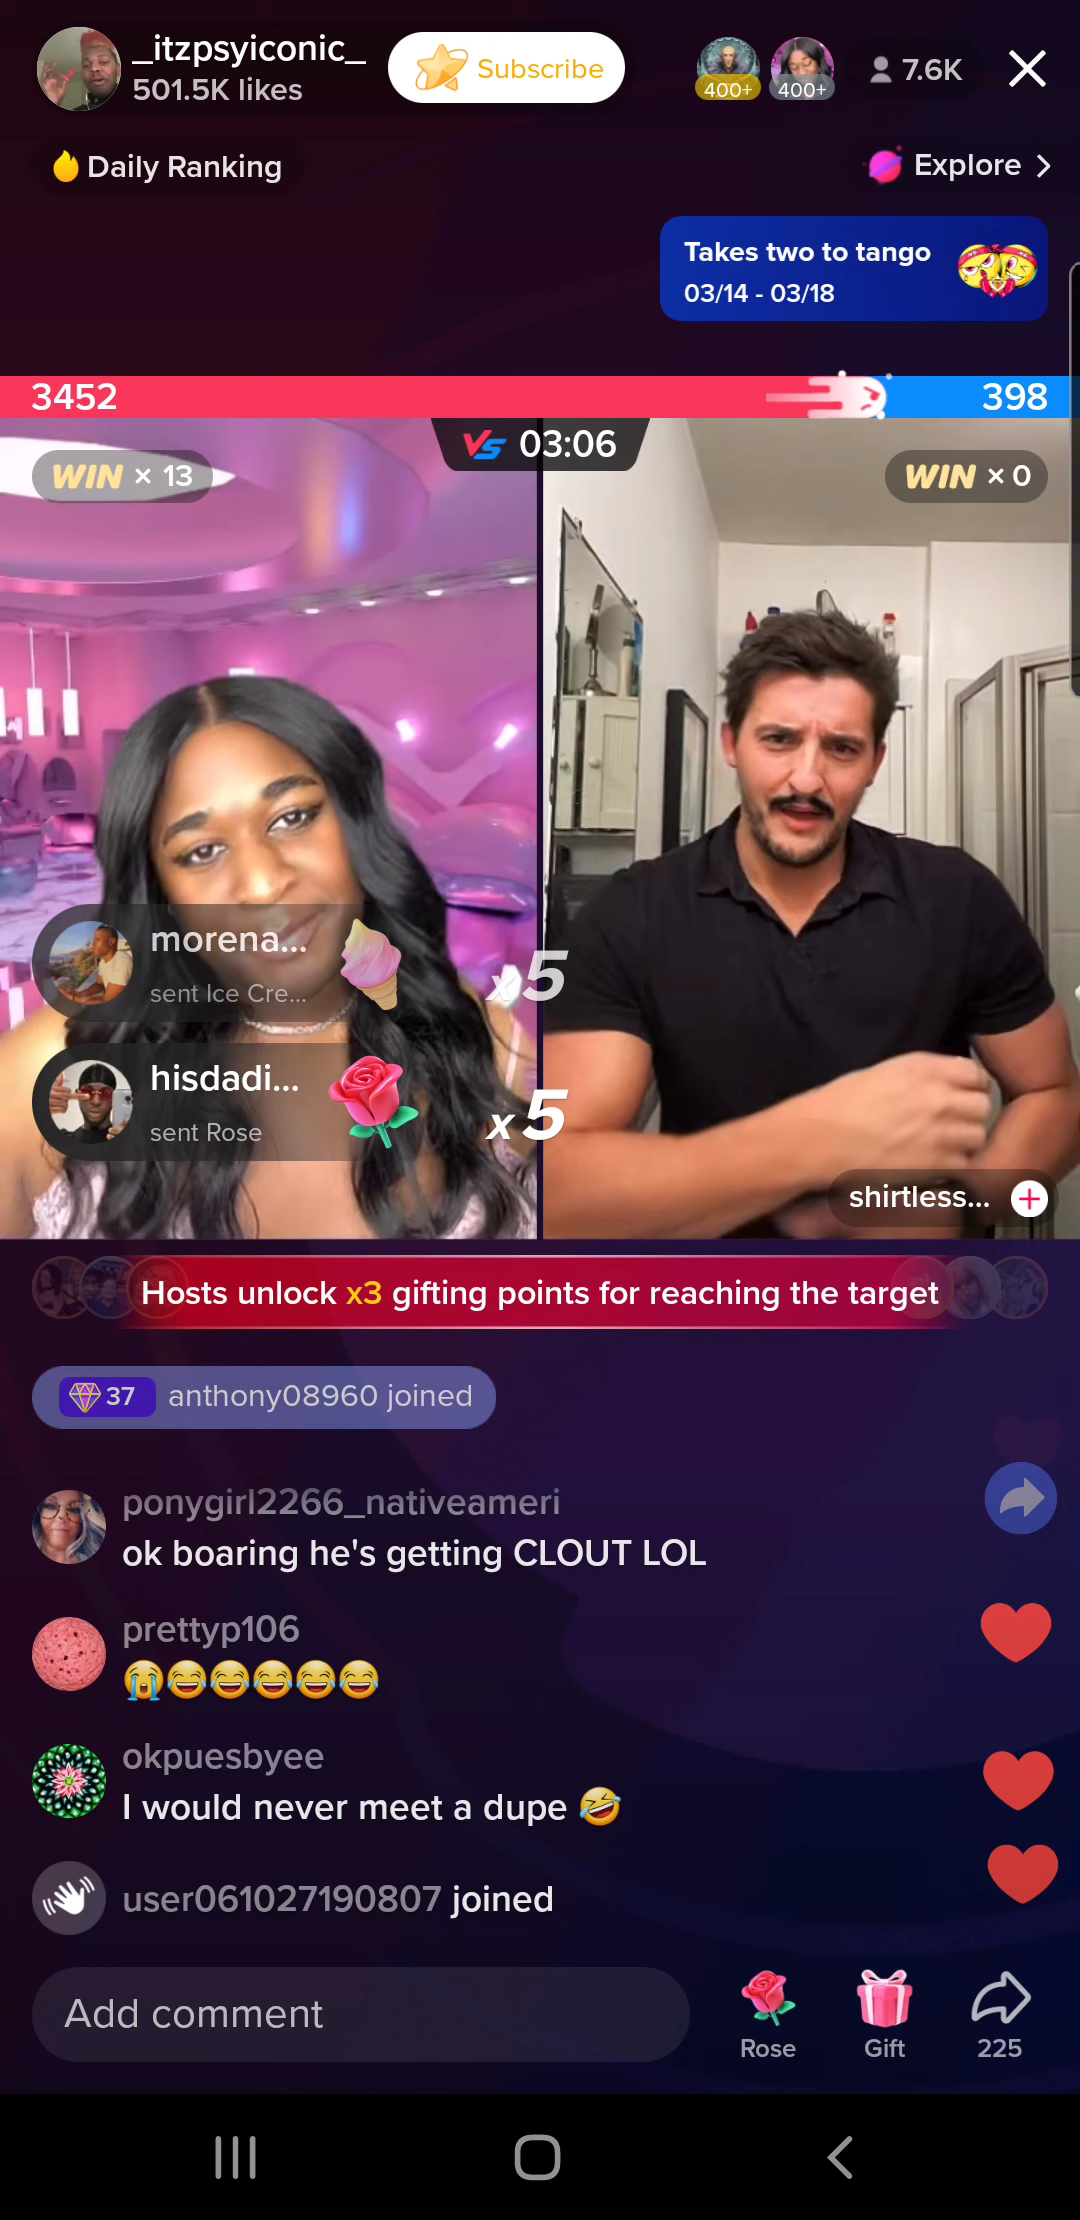 _itzpsyiconic_
501.5K likes
Subscribe
400+
400+
7.6K
Daily Ranking
Explore
Takes two to tango
03/14 - 03/18
3452
398
VS 03:06
WIN × 13
WIN × 0
morena...
sent Ice Cre...
x5
hisdadi...
sent Rose
x5
shirtless...
Hosts unlock x3 gifting points for reaching the target
37 anthony08960 joined
ponygirl2266_nativeameri
ok boaring he's getting CLOUT LOL
prettyp106
😭😂😂😂😂😂
okpuesbyee
I would never meet a dupe 🤣
user061027190807 joined
Add comment
Rose
Gift
225